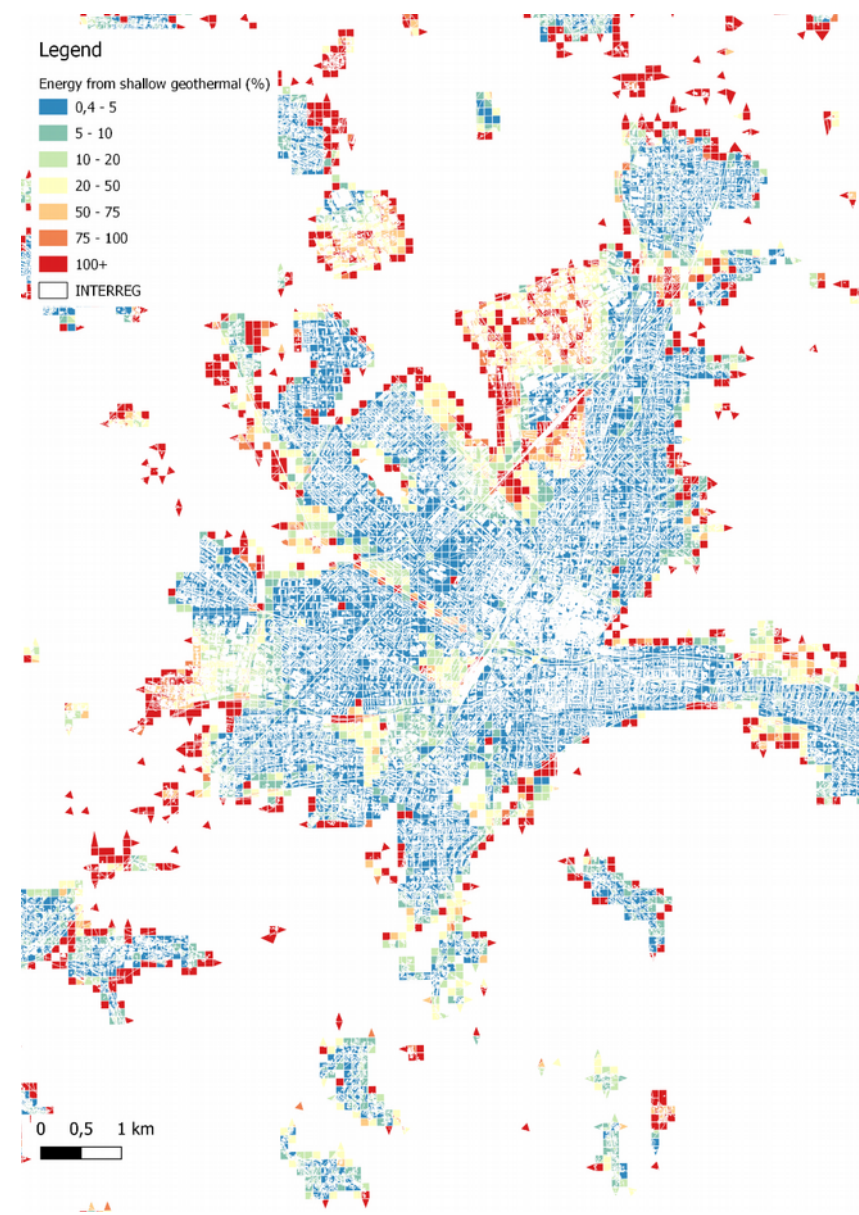 Legend
Energy from shallow geothermal (%)
0,4 - 5
5 - 10
10 - 20
20 - 50
50 - 75
75 - 100
100+
INTERREG
0 0,5 1 km